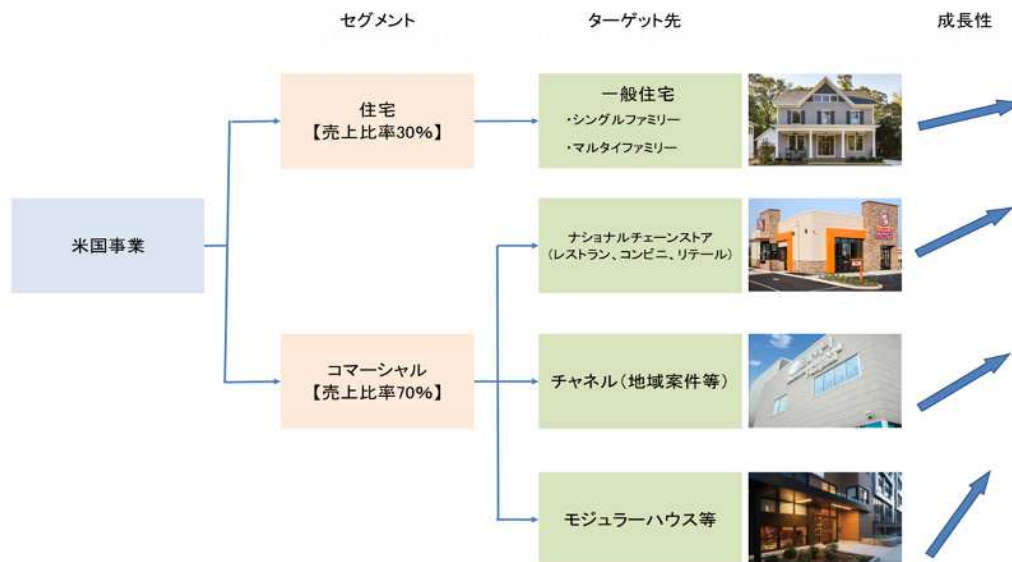 セグメント
ターゲット先
成長性
住宅
【売上比率30%】
一般住宅
・シングルファミリー
・マルタイファミリー
米国事業
ナショナルチェーンストア
(レストラン、コンビニ、リテール)
コマーシャル
【売上比率70%】
チャネル(地域案件等)
モジュラーハウス等